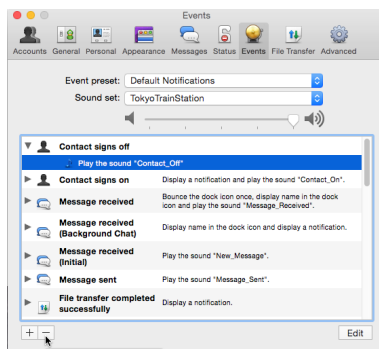 Events
Accounts General Personal Appearance Messages Status Events File Transfer Advanced
Event preset: Default Notifications
Sound set: TokyoTrainStation
Contact signs off
Play the sound "Contact_Off"
Contact signs on Display a notification and play the sound "Contact_On".
Message received Bounce the dock icon once, display name in the dock
icon and play the sound "Message_Received".
Message received
(Background Chat) Display name in the dock icon and display a notification.
Message received
(Initial) Play the sound "New_Message".
Message sent Play the sound "Message_Sent".
File transfer completed
successfully Display a notification.
Edit